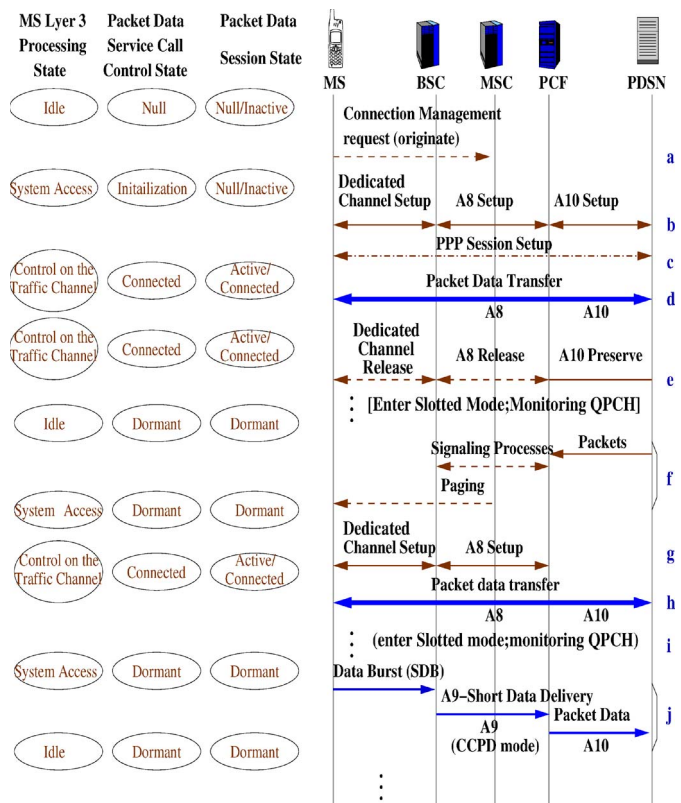 MS Lyer 3 Packet Data Packet Data
Processing Service Call
State Control State Session State
MS BSC MSC PCF PDSN
Idle Null Null/Inactive
Connection Management
request (originate)
a
System Access Initailization Null/Inactive
Dedicated
Channel Setup A8 Setup A10 Setup
b
PPP Session Setup
c
Control on the
Traffic Channel Connected Active/
Connected
Packet Data Transfer
d
A8 A10
Control on the
Traffic Channel Connected Active/
Connected
Dedicated
Channel
Release A8 Release A10 Preserve
e
[Enter Slotted Mode;Monitoring QPCH]
Idle Dormant Dormant
Signaling Processes Packets
f
Paging
System Access Dormant Dormant
Dedicated
Channel Setup A8 Setup
g
Control on the
Traffic Channel Connected Active/
Connected
Packet data transfer
h
A8 A10
(enter Slotted mode;monitoring QPCH)
i
System Access Dormant Dormant
Data Burst (SDB)
A9–Short Data Delivery
Packet Data
j
A9
(CCPD mode)
A10
Idle Dormant Dormant